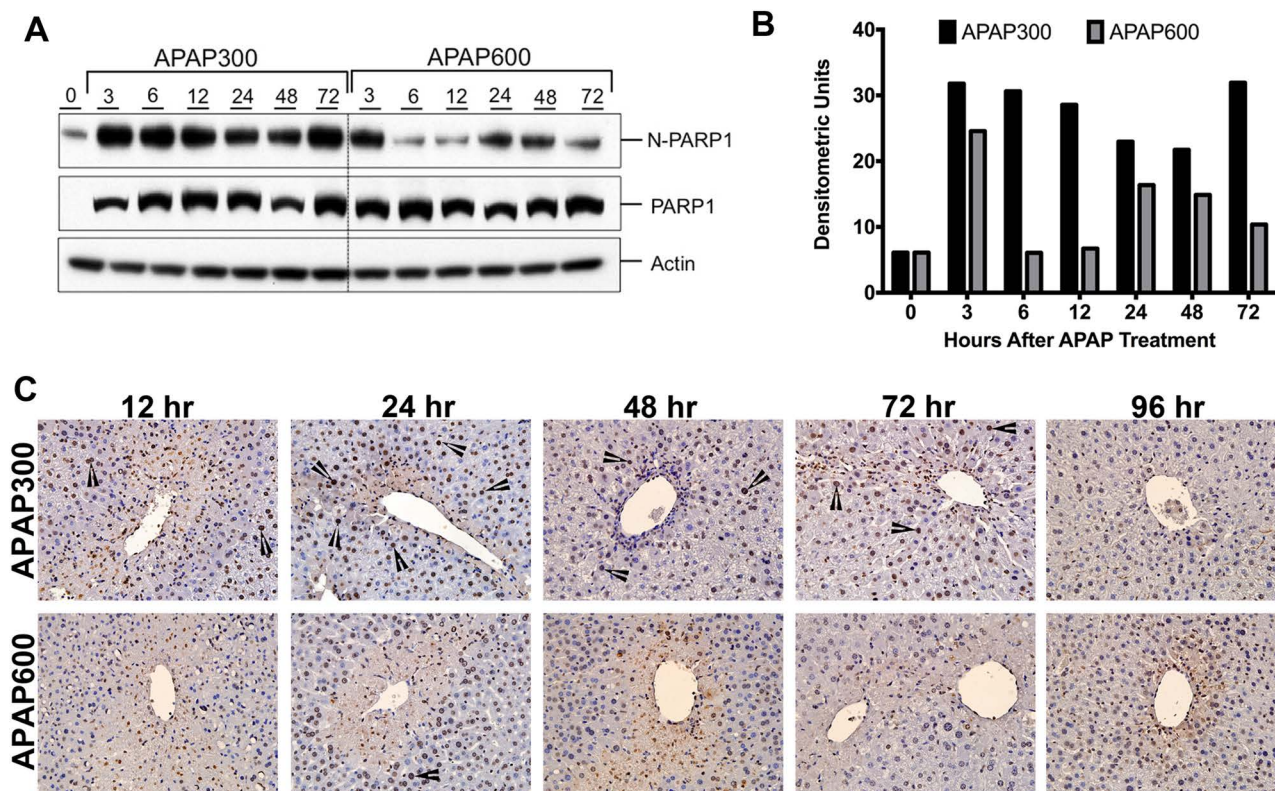 A
APAP300 APAP600
0 3 6 12 24 48 72 3 6 12 24 48 72
N-PARP1
PARP1
Actin
B
APAP300 APAP600
Densitometric Units
40
30
20
10
0
0 3 6 12 24 48 72
Hours After APAP Treatment
C
12 hr 24 hr 48 hr 72 hr 96 hr
APAP300
APAP600